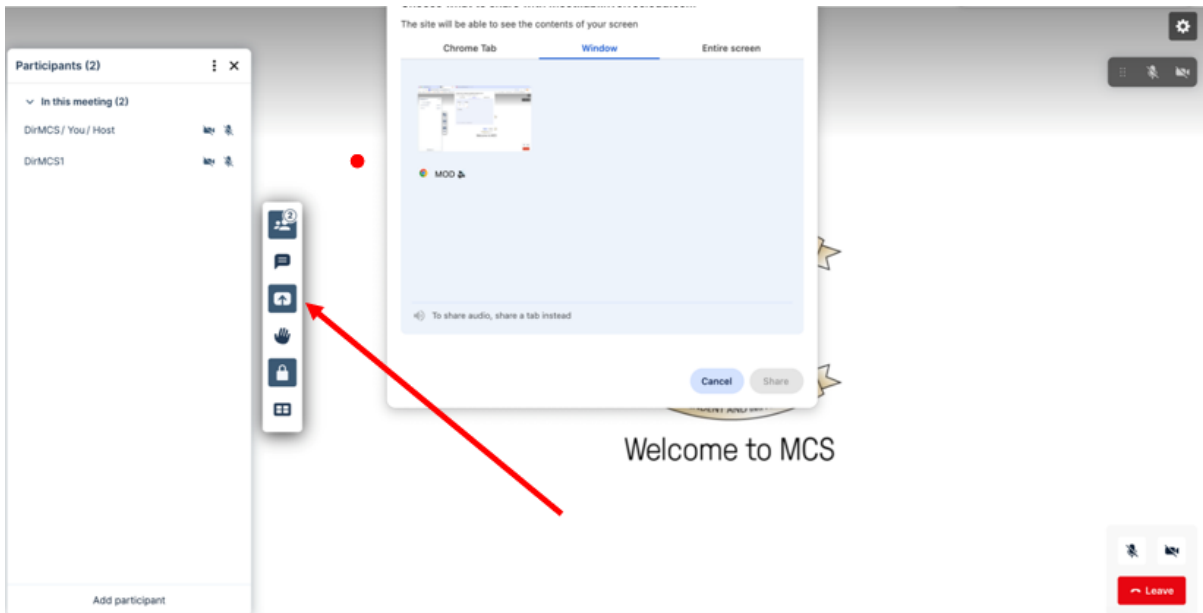 The site will be able to see the contents of your screen
Chrome Tab
Window
Entire screen
Participants (2)
In this meeting (2)
DirMCS / You / Host
DirMCS1
2
MOD
To share audio, share a tab instead
Cancel
Share
Welcome to MCS
Add participant
Leave